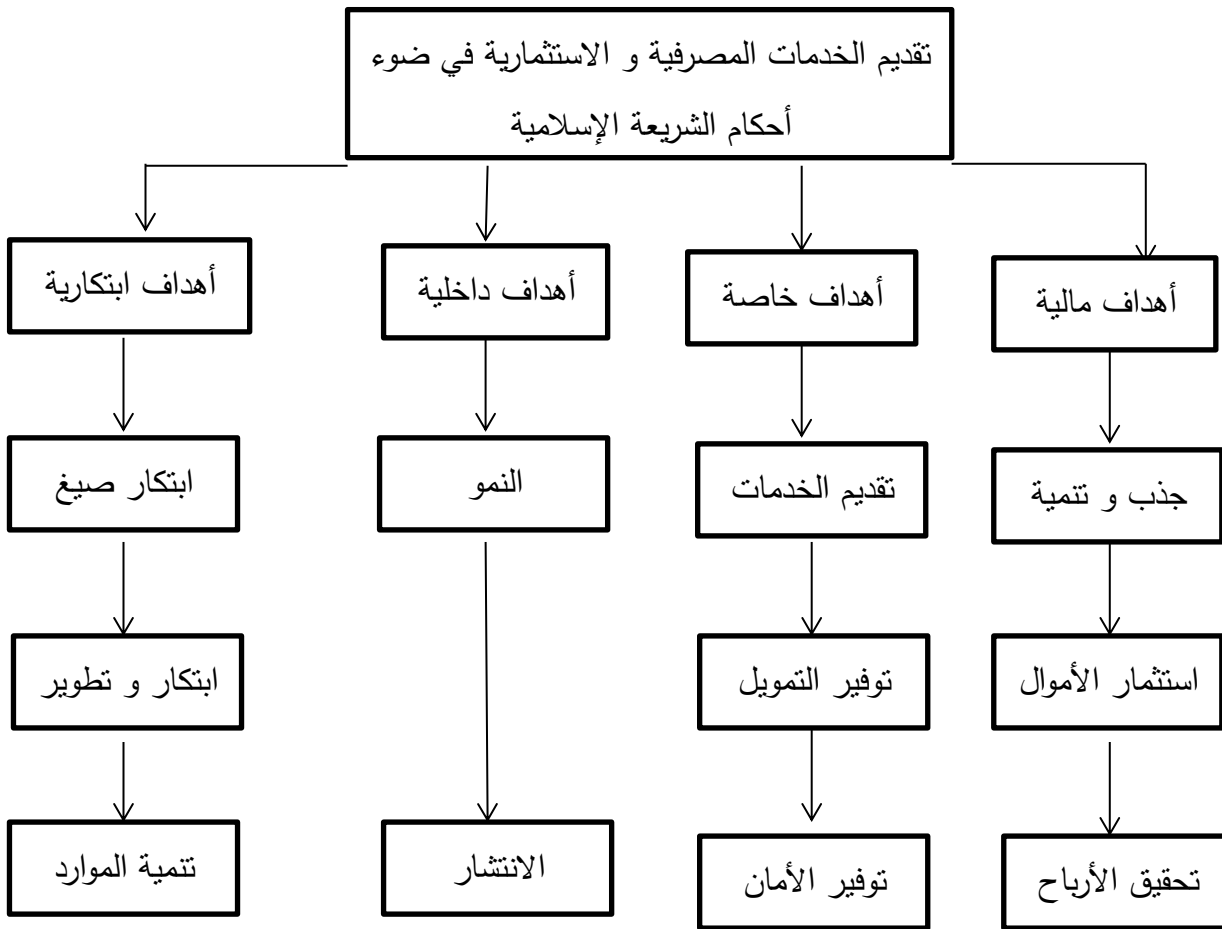 تقديم الخدمات المصرفية و الاستثمارية في ضوء
أحكام الشريعة الإسلامية
أهداف مالية
أهداف خاصة
أهداف داخلية
أهداف ابتكارية
جذب و تنمية
تقديم الخدمات
النمو
ابتكار صيغ
استثمار الأموال
توفير التمويل
ابتكار و تطوير
تحقيق الأرباح
توفير الأمان
الانتشار
تنمية الموارد